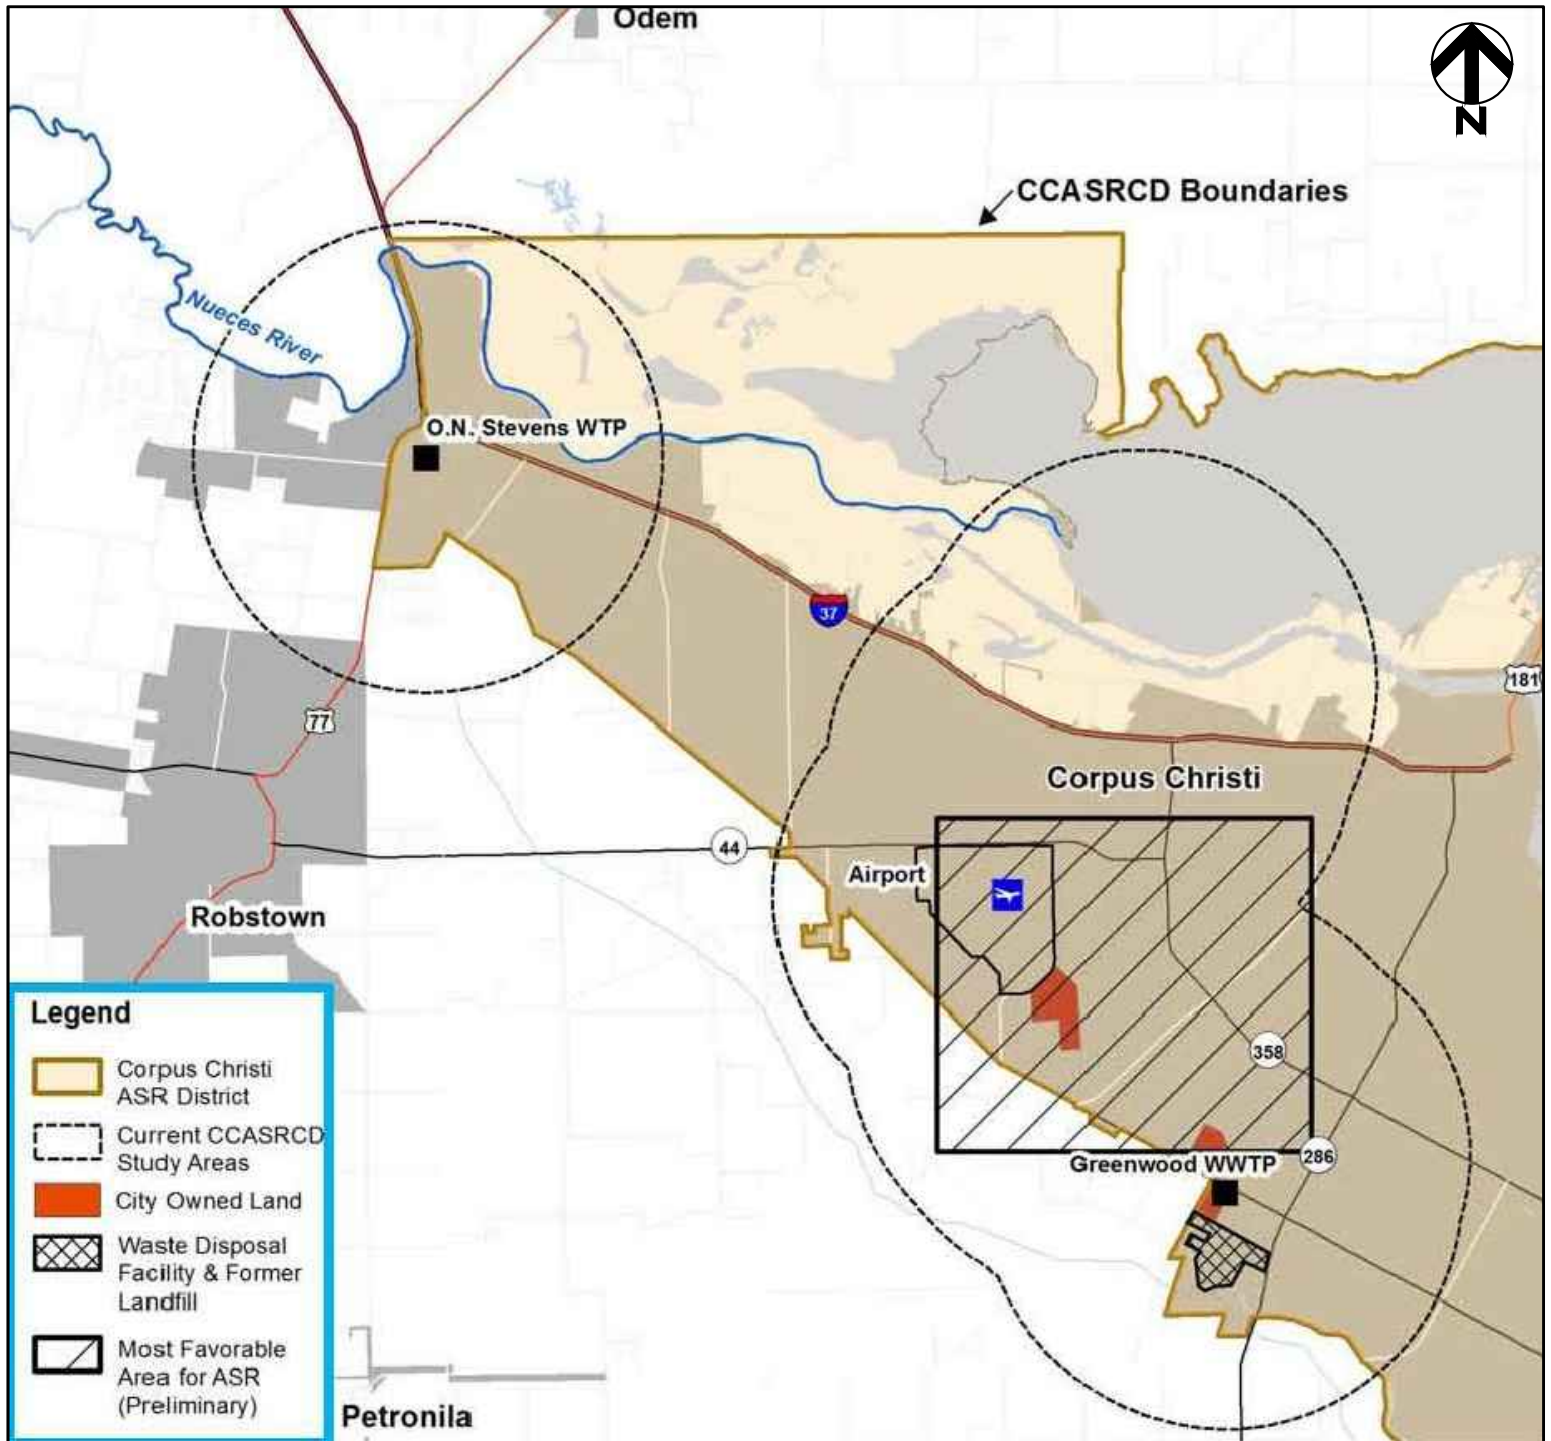 Odem
N
CCASRCD Boundaries
Nueces River
O.N. Stevens WTP
37
181
77
Corpus Christi
44
Airport
Robstown
358
Greenwood WWTP
286
Legend
Corpus Christi
ASR District
Current CCASRCD
Study Areas
City Owned Land
Waste Disposal
Facility & Former
Landfill
Most Favorable
Area for ASR
(Preliminary)
Petronila